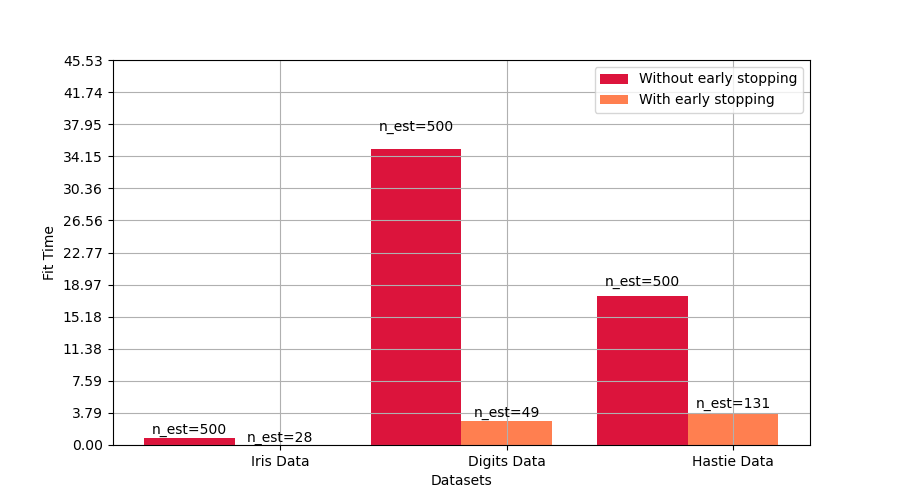 45.53
41.74
37.95
34.15
30.36
26.56
22.77
18.97
15.18
11.38
7.59
3.79
0.00
Fit Time
Without early stopping
With early stopping
n_est=500
n_est=28
n_est=500
n_est=49
n_est=500
n_est=131
Iris Data
Digits Data
Hastie Data
Datasets